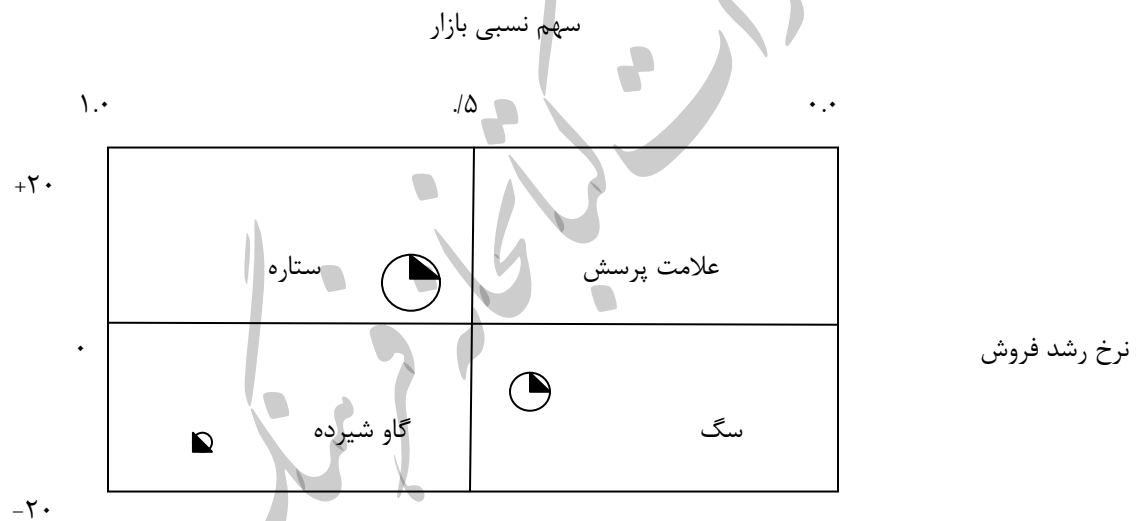 سهم نسبی بازار
۱.۰ ./۵ ۰.۰
+۲۰
ستاره علامت پرسش
۰ نرخ رشد فروش
گاو شیرده سگ
-۲۰